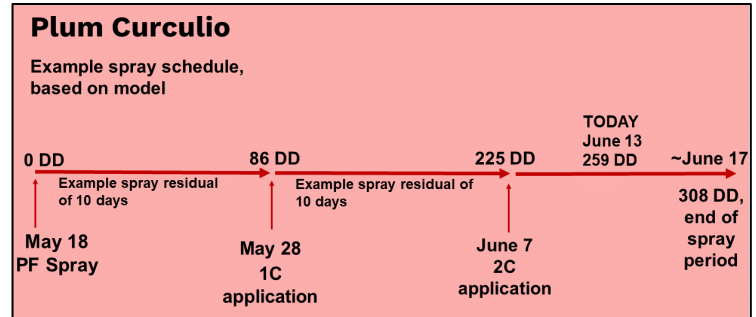 Plum Curculio
Example spray schedule,
based on model
TODAY
June 13
259 DD
0 DD
86 DD
225 DD
~June 17
Example spray residual
of 10 days
Example spray residual of
10 days
308 DD,
end of
spray
period
May 18
PF Spray
May 28
1C
application
June 7
2C
application